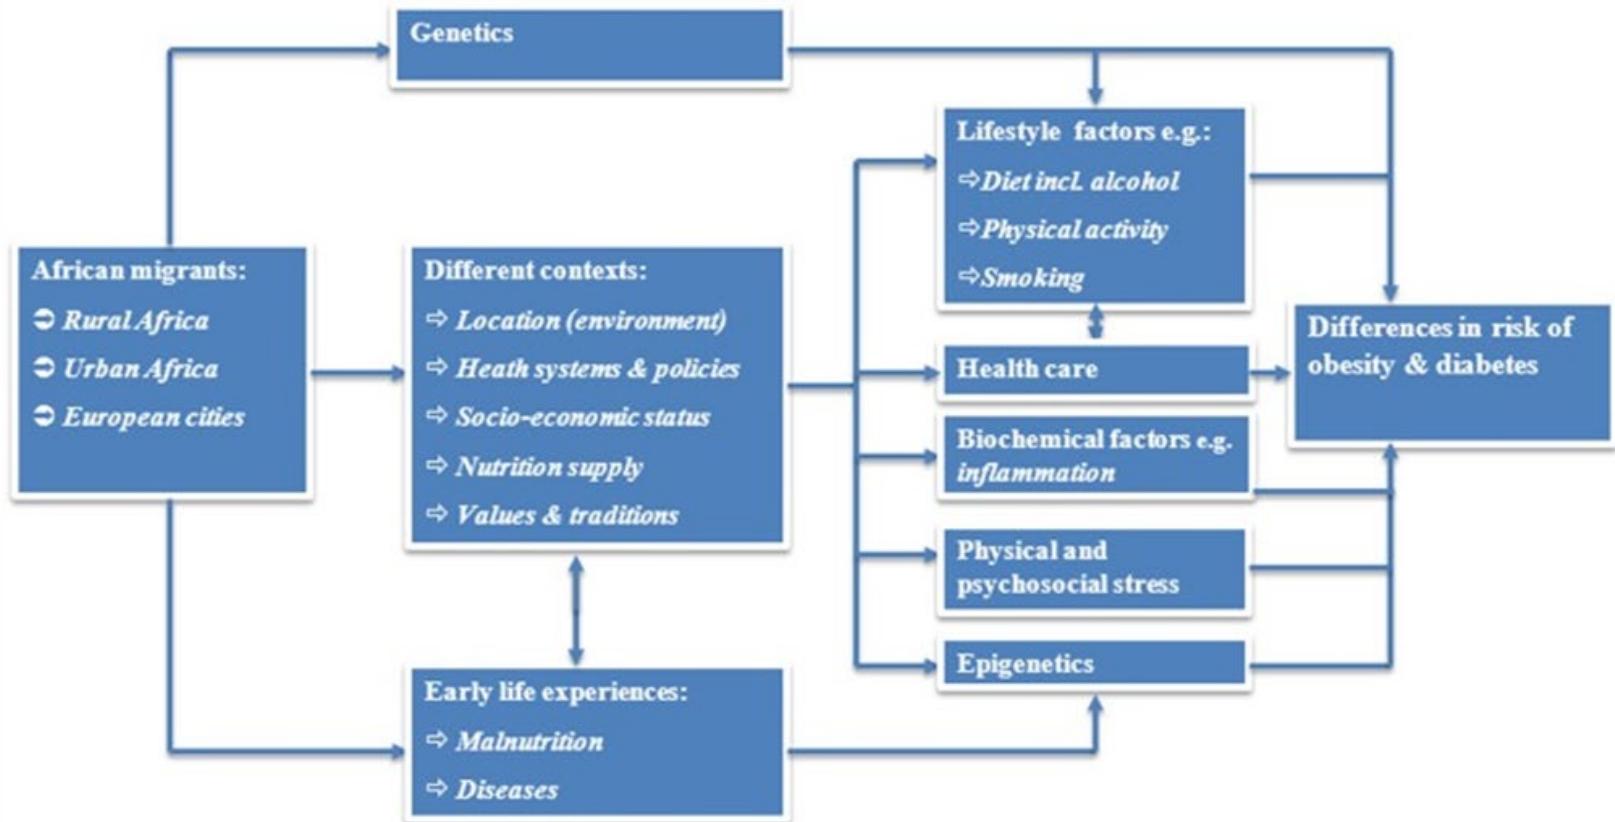 Genetics
African migrants:
➲ Rural Africa
➲ Urban Africa
➲ European cities
Different contexts:
⇨ Location (environment)
⇨ Heath systems & policies
⇨ Socio-economic status
⇨ Nutrition supply
⇨ Values & traditions
Early life experiences:
⇨ Malnutrition
⇨ Diseases
Lifestyle factors e.g.:
⇨Diet incl. alcohol
⇨Physical activity
⇨Smoking
Health care
Biochemical factors e.g.
inflammation
Physical and
psychosocial stress
Epigenetics
Differences in risk of
obesity & diabetes